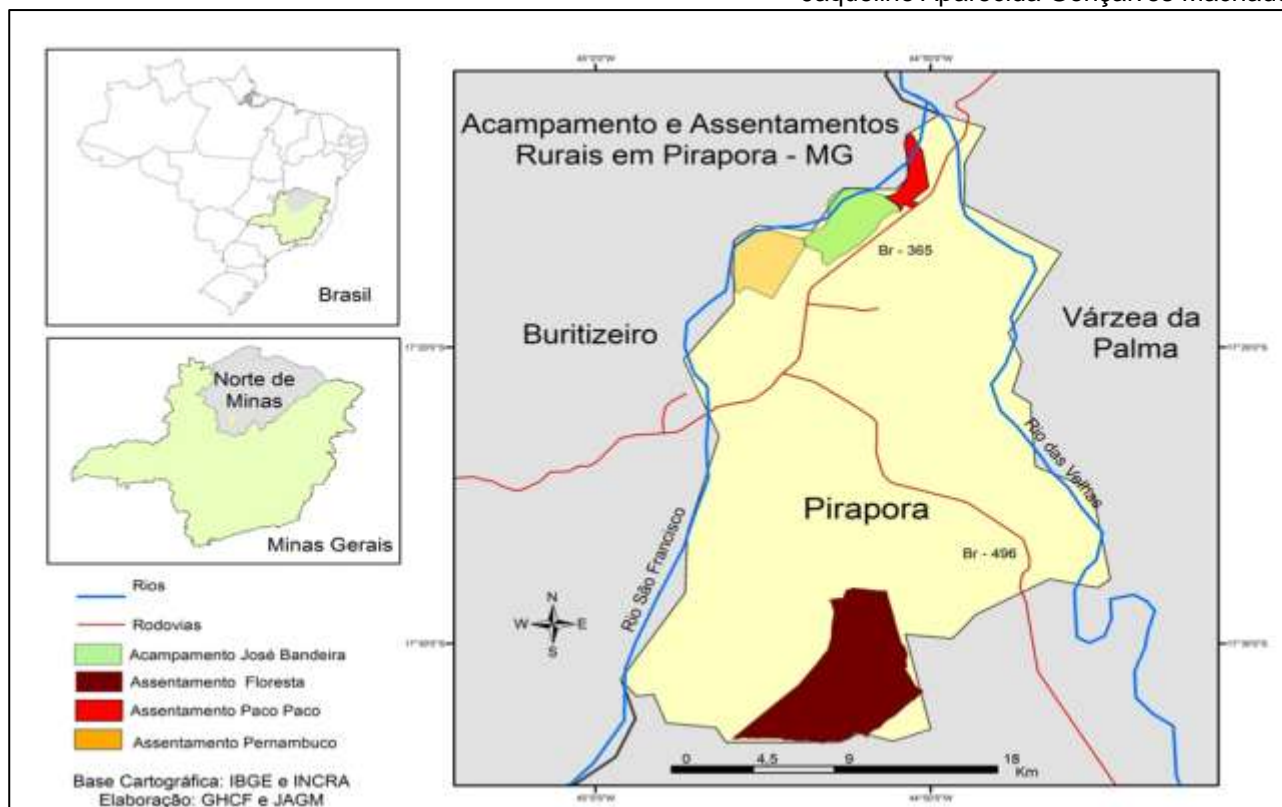 Acampamento e Assentamentos
Rurais em Pirapora - MG
Brasil
Norte de
Minas
Minas Gerais
Rios
Rodovias
Acampamento José Bandeira
Assentamento Floresta
Assentamento Paco Paco
Assentamento Pernambuco
Base Cartográfica: IBGE e INCRA
Elaboração: GHCF e JAGM
Br - 365
Buritizeiro
Várzea da
Palma
Rio das Velhas
Pirapora
Rio São Francisco
Br - 496
N
W
E
S
0
4,5
9
18
Km